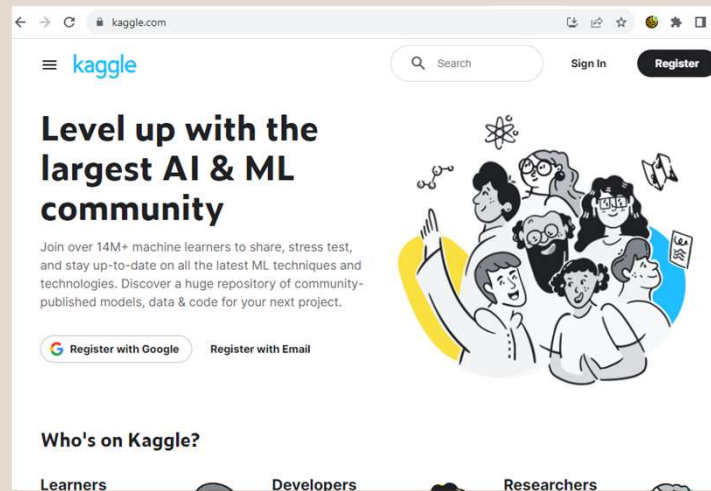 kaggle.com
kaggle
Search
Sign In
Register
Level up with the
largest AI & ML
community
Join over 14M+ machine learners to share, stress test,
and stay up-to-date on all the latest ML techniques and
technologies. Discover a huge repository of community-
published models, data & code for your next project.
Register with Google
Register with Email
Who's on Kaggle?
Learners
Developers
Researchers